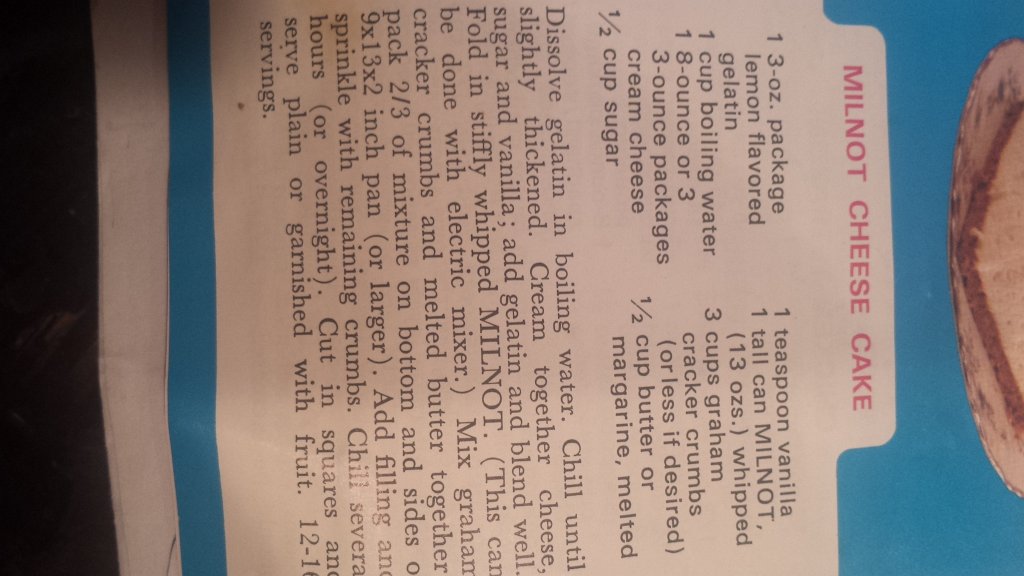 MILNOT CHEESE CAKE
1 3-oz. package
lemon flavored
gelatin
1 cup boiling water
1 8-ounce or 3
3-ounce packages
cream cheese
½ cup sugar
1 teaspoon vanilla
1 tall can MILNOT,
(13 ozs.) whipped
3 cups graham
cracker crumbs
(or less if desired)
½ cup butter or
margarine, melted
Dissolve gelatin in boiling water. Chill until
slightly thickened. Cream together cheese,
sugar and vanilla; add gelatin and blend well.
Fold in stiffly whipped MILNOT. (This can
be done with electric mixer.) Mix graham
cracker crumbs and melted butter together
pack 2/3 of mixture on bottom and sides o
9x13x2 inch pan (or larger). Add filling and
sprinkle with remaining crumbs. Chill severa
hours (or overnight). Cut in squares and
serve plain or garnished with fruit. 12-16
servings.